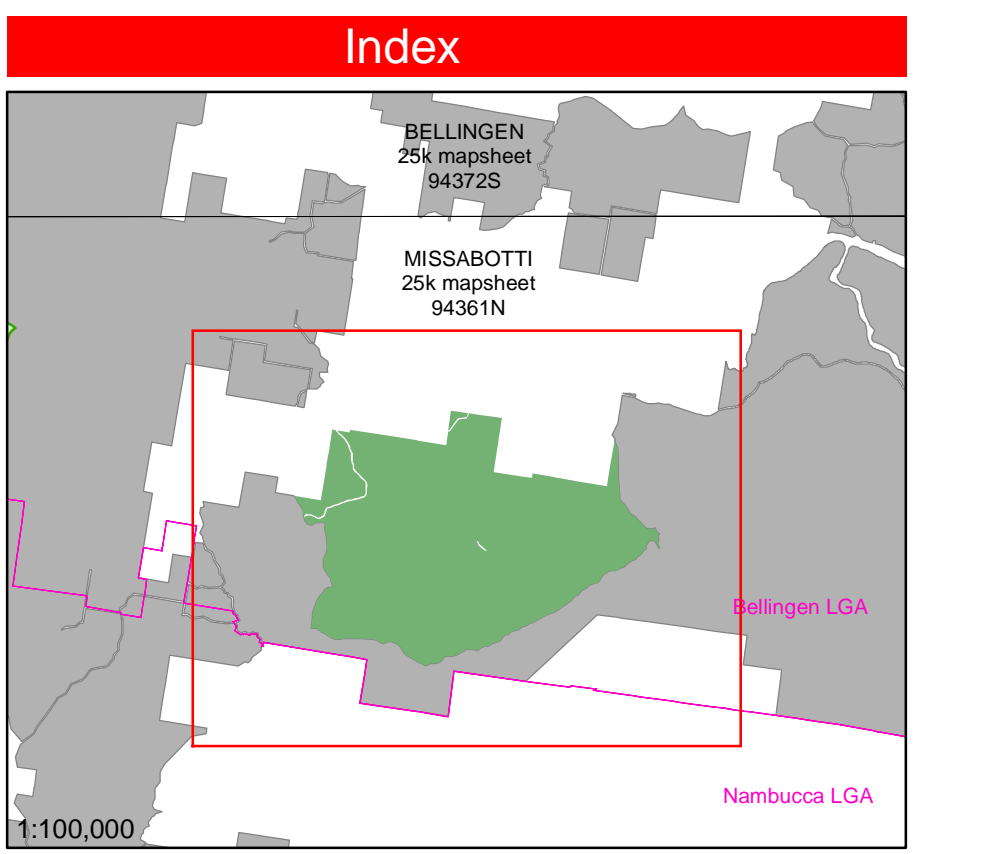 Index
BELLINGEN
25k mapsheet
94372S
MISSABOTTI
25k mapsheet
94361N
Bellingen LGA
Nambucca LGA
1:100,000